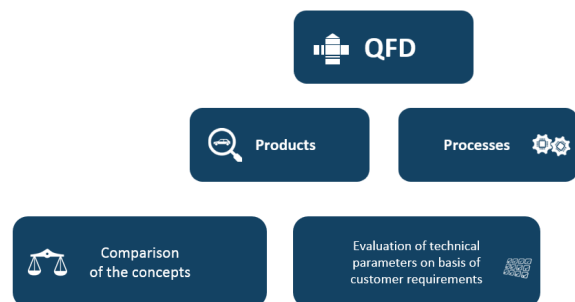 QFD
Products
Processes
Comparison
of the concepts
Evaluation of technical
parameters on basis of
customer requirements